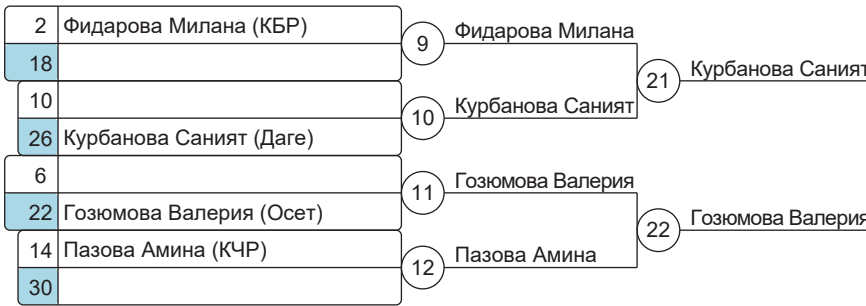 2 Фидарова Милана (КБР)
18
9 Фидарова Милана
10
26 Курбанова Саният (Даге)
10 Курбанова Саният
21 Курбанова Саният
6
22 Гозюмова Валерия (Осет)
11 Гозюмова Валерия
14 Пазова Амина (КЧР)
30
12 Пазова Амина
22 Гозюмова Валерия